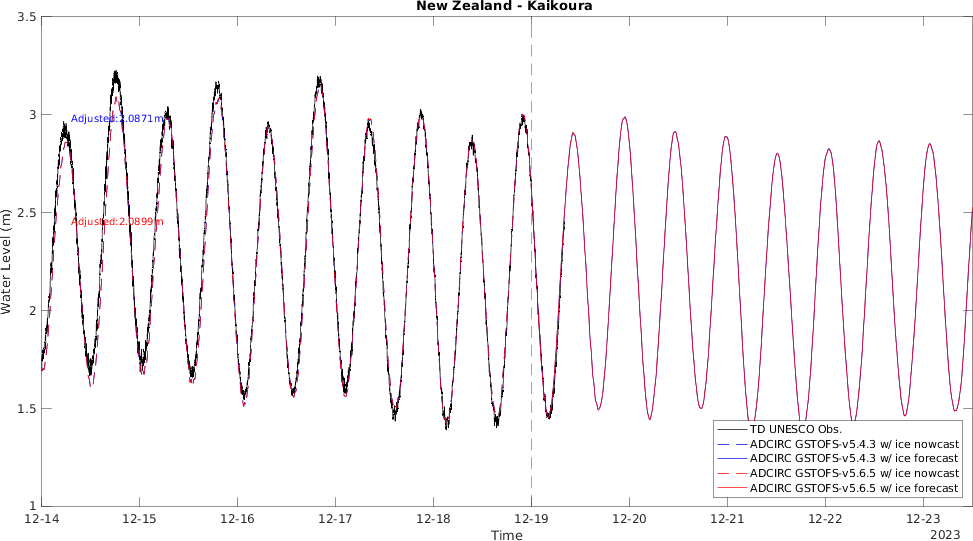 New Zealand - Kaikoura
3.5
3
2.5
2
1.5
1
Water Level (m)
Adjusted:2.0871m
Adjusted:2.0899m
TD UNESCO Obs.
ADCIRC GSTOFS-v5.4.3 w/ ice nowcast
ADCIRC GSTOFS-v5.4.3 w/ ice forecast
ADCIRC GSTOFS-v5.6.5 w/ ice nowcast
ADCIRC GSTOFS-v5.6.5 w/ ice forecast
12-14 12-15 12-16 12-17 12-18 12-19 12-20 12-21 12-22 12-23
Time
2023